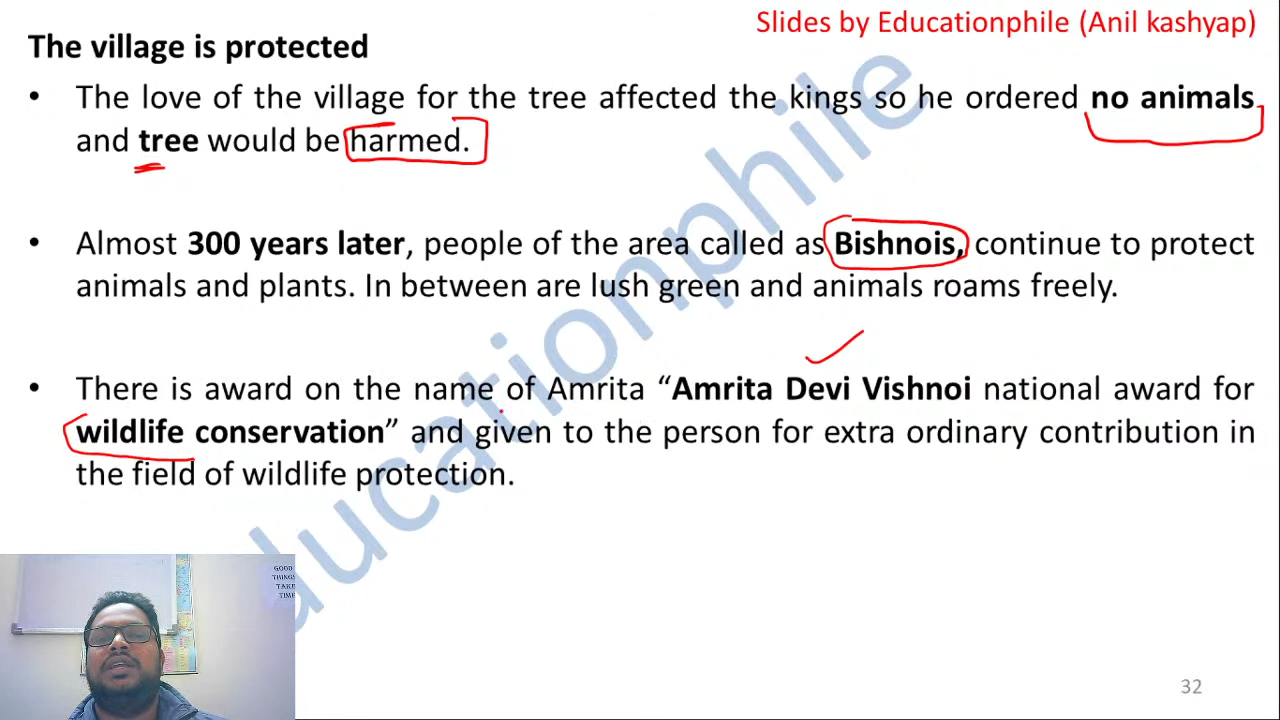 Slides by Educationphile (Anil kashyap)
The village is protected
• The love of the village for the tree affected the kings so he ordered no animals
and tree would be harmed.
• Almost 300 years later, people of the area called as Bishnois, continue to protect
animals and plants. In between are lush green and animals roams freely.
• There is award on the name of Amrita “Amrita Devi Vishnoi national award for
wildlife conservation” and given to the person for extra ordinary contribution in
the field of wildlife protection.
Educationphile
GOOD
THINGS
TAKE
TIME
32